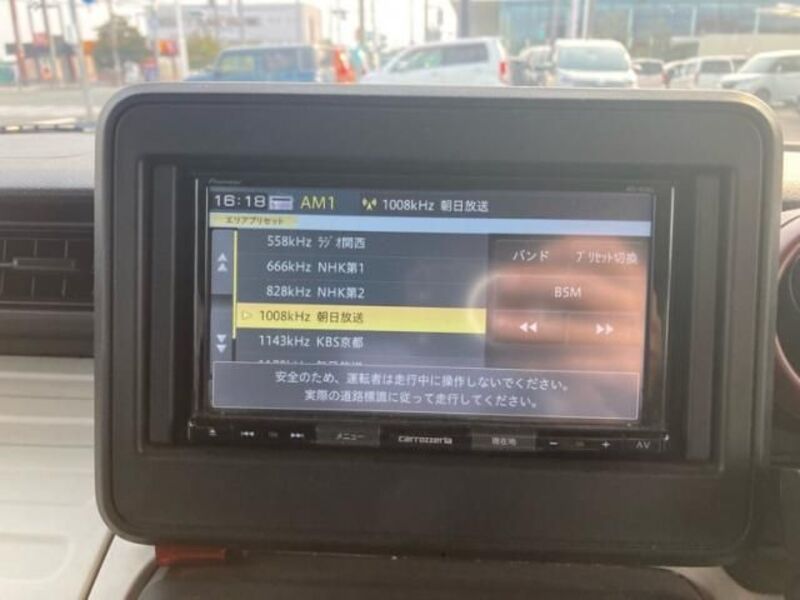 Pioneer
16:18 AM1 1008kHz 朝日放送
エリアプリセット
558kHz ﾗｼﾞｵ関西
666kHz NHK第1
828kHz NHK第2
1008kHz 朝日放送
1143kHz KBS京都
バンド ﾌﾟﾘｾｯﾄ切換
BSM
安全のため、運転者は走行中に操作しないでください。
実際の道路標識に従って走行してください。
メニュー carrozzeria 現在地 － ＋ AV